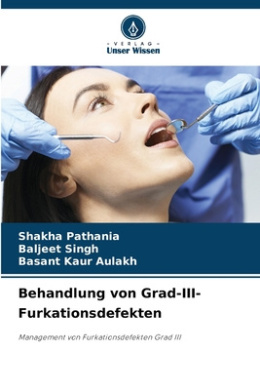 VERLAG
Unser Wissen
Shakha Pathania
Baljeet Singh
Basant Kaur Aulakh
Behandlung von Grad-III-
Furkationsdefekten
Management von Furkationsdefekten Grad III